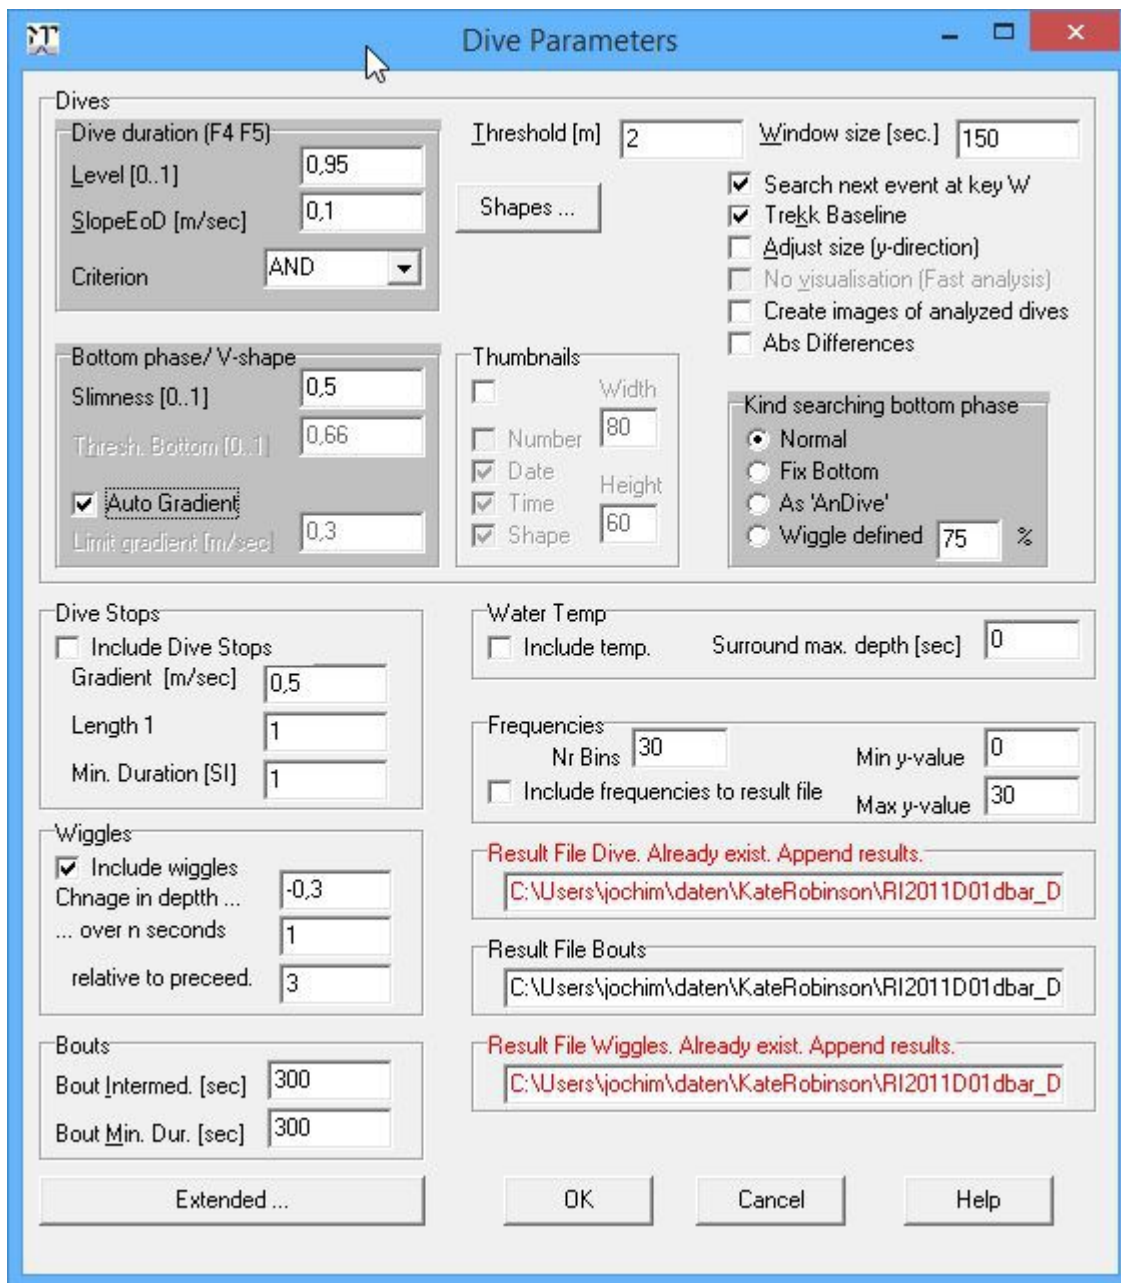 Dive Parameters
Dives
Dive duration (F4 F5)
Level [0..1] 0,95
SlopeEoD [m/sec] 0,1
Criterion AND
Threshold [m] 2
Window size [sec.] 150
Shapes ...
Search next event at key W
Trekk Baseline
Adjust size (y-direction)
No visualisation (Fast analysis)
Create images of analyzed dives
Abs Differences
Bottom phase/ V-shape
Slimness [0..1] 0,5
Thresh. Bottom [0..1] 0,66
Auto Gradient
Limit gradient [m/sec] 0,3
Thumbnails
Width
80
Number
Date
Height
Time
60
Shape
Kind searching bottom phase
Normal
Fix Bottom
As 'AnDive'
Wiggle defined 75 %
Dive Stops
Include Dive Stops
Gradient [m/sec] 0,5
Length 1 1
Min. Duration [SI] 1
Water Temp
Include temp. Surround max. depth [sec] 0
Frequencies
Nr Bins 30
Min y-value 0
Include frequencies to result file
Max y-value 30
Wiggles
Include wiggles
Chnage in deptth ... -0,3
... over n seconds 1
relative to preceed. 3
Result File Dive. Already exist. Append results.
C:\Users\jochim\daten\KateRobinson\RI2011D01dbar_D
Result File Bouts
C:\Users\jochim\daten\KateRobinson\RI2011D01dbar_D
Result File Wiggles. Already exist. Append results.
C:\Users\jochim\daten\KateRobinson\RI2011D01dbar_D
Bouts
Bout Intermed. [sec] 300
Bout Min. Dur. [sec] 300
Extended ...
OK
Cancel
Help